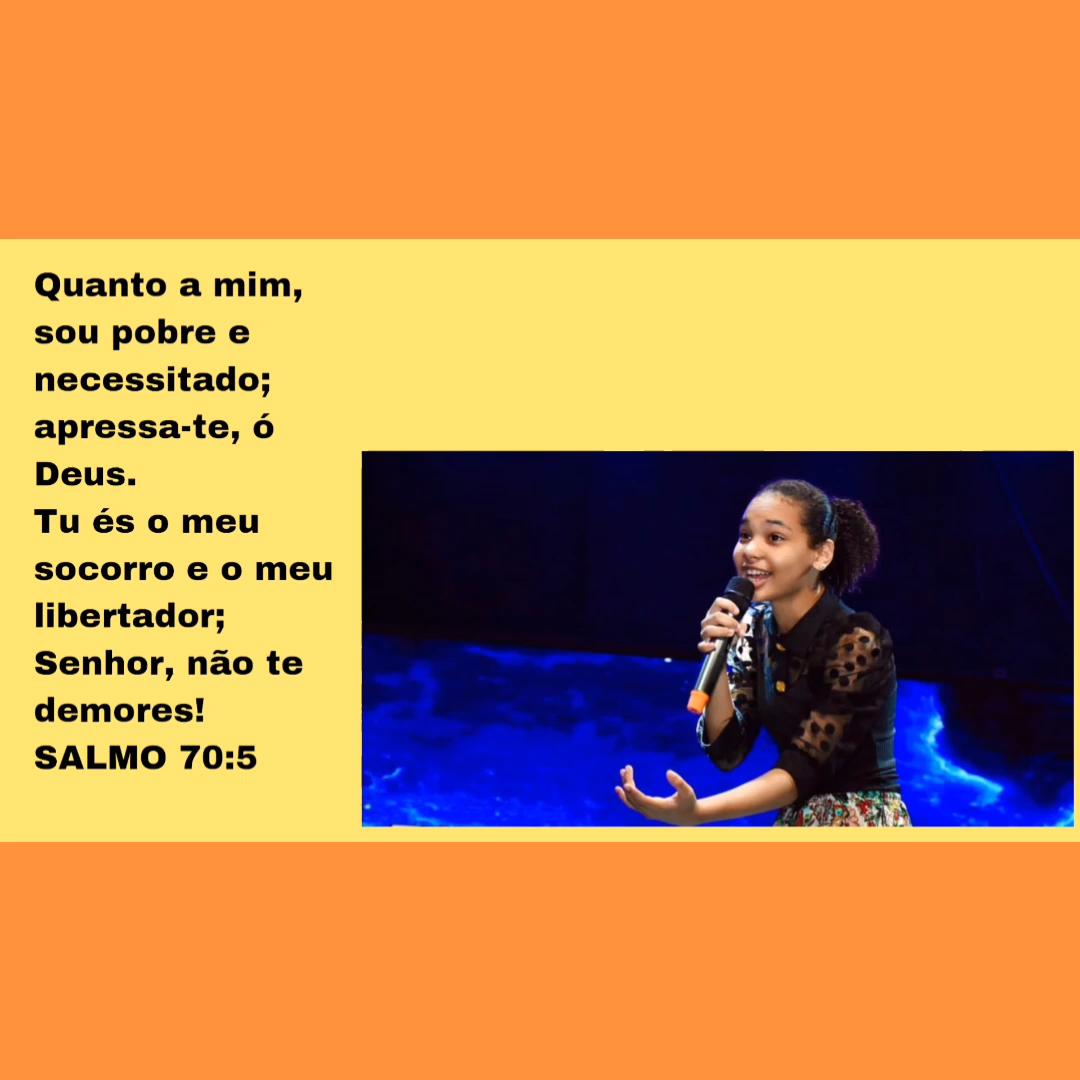 Quanto a mim,
sou pobre e
necessitado;
apressa-te, ó
Deus.
Tu és o meu
socorro e o meu
libertador;
Senhor, não te
demores!
SALMO 70:5